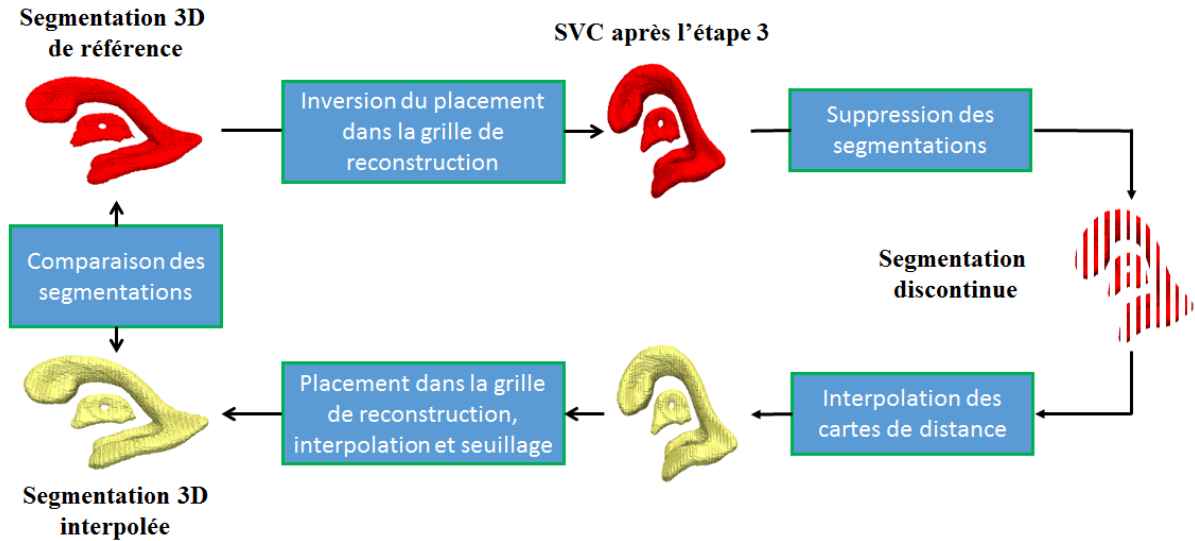 Segmentation 3D
de référence
SVC après l'étape 3
Inversion du placement
dans la grille de
reconstruction
Suppression des
segmentations
Comparaison des
segmentations
Segmentation
discontinue
Placement dans la grille
de reconstruction,
interpolation et seuillage
Interpolation des
cartes de distance
Segmentation 3D
interpolée